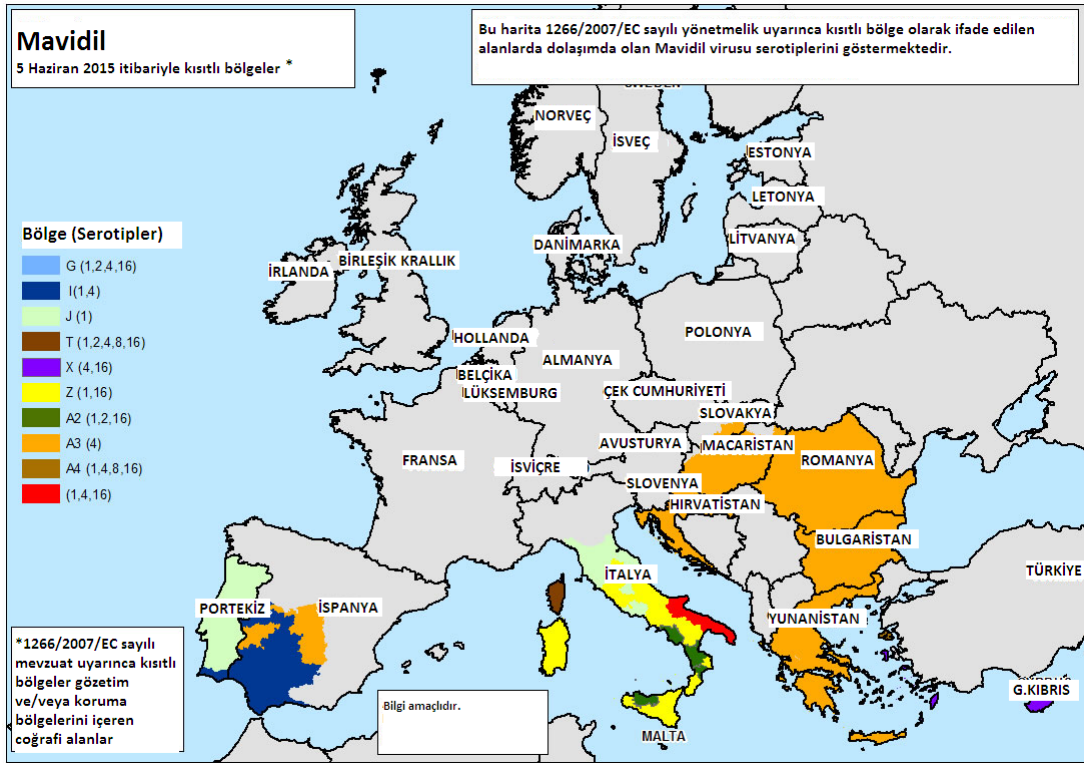 Mavidil
5 Haziran 2015 itibariyle kısıtlı bölgeler *
Bu harita 1266/2007/EC sayılı yönetmelik uyarınca kısıtlı bölge olarak ifade edilen
alanlarda dolaşımda olan Mavidil virusu serotiplerini göstermektedir.
NORVEÇ
İSVEÇ
ESTONYA
LETONYA
LİTVANYA
DANİMARKA
BİRLEŞİK KRALLIK
İRLANDA
HOLLANDA
POLONYA
ALMANYA
BELÇİKA
LÜKSEMBURG
ÇEK CUMHURİYETİ
SLOVAKYA
AVUSTURYA
MACARİSTAN
ROMANYA
FRANSA
İSVİÇRE
SLOVENYA
HIRVATİSTAN
BULGARİSTAN
TÜRKİYE
İTALYA
PORTEKİZ
İSPANYA
YUNANİSTAN
G.KIBRIS
MALTA
Bölge (Serotipler)
G (1,2,4,16)
I(1,4)
J (1)
T (1,2,4,8,16)
X (4,16)
Z (1,16)
A2 (1,2,16)
A3 (4)
A4 (1,4,8,16)
(1,4,16)
*1266/2007/EC sayılı
mevzuat uyarınca kısıtlı
bölgeler gözetim
ve/veya koruma
bölgelerini içeren
coğrafi alanlar
Bilgi amaçlıdır.